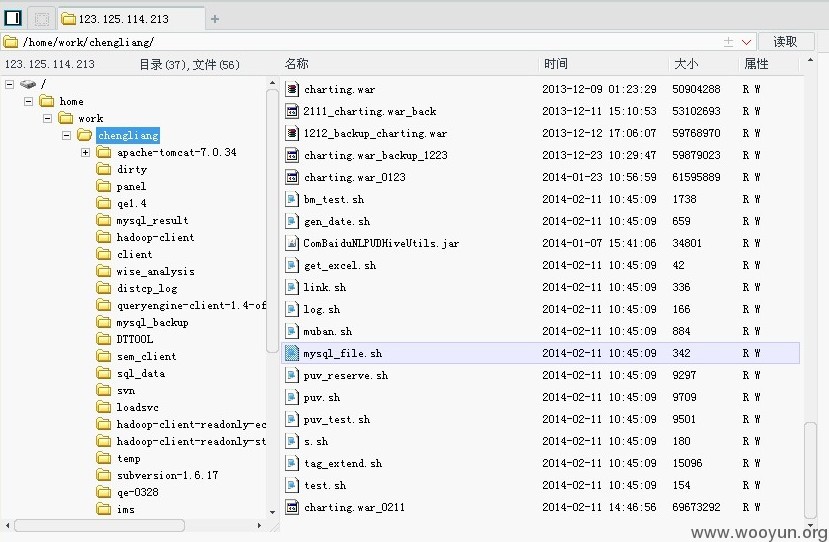 123.125.114.213
/home/work/chengliang/
读取
123.125.114.213 目录(37),文件(56) 名称 时间 大小 属性
/
home
work
chengliang
apache-tomcat-7.0.34
dirty
panel
qe1.4
mysql_result
hadoop-client
client
wise_analysis
distcp_log
queryengine-client-1.4-of
mysql_backup
DTTOOL
sem_client
sql_data
svn
loadsvc
hadoop-client-readonly-ec
hadoop-client-readonly-st
temp
subversion-1.6.17
qe-0328
ims
charting.war 2013-12-09 01:23:29 50904288 R W
2111_charting.war_back 2013-12-11 15:10:53 53102693 R W
1212_backup_charting.war 2013-12-12 17:06:07 59768970 R W
charting.war_backup_1223 2013-12-23 10:29:47 59879023 R W
charting.war_0123 2014-01-23 10:56:59 61595889 R W
bm_test.sh 2014-02-11 10:45:09 1738 R W
gen_date.sh 2014-02-11 10:45:09 659 R W
ComBaiduNLPUDHiveUtils.jar 2014-01-07 15:41:06 34801 R W
get_excel.sh 2014-02-11 10:45:09 42 R W
link.sh 2014-02-11 10:45:09 336 R W
log.sh 2014-02-11 10:45:09 166 R W
muban.sh 2014-02-11 10:45:09 884 R W
mysql_file.sh 2014-02-11 10:45:09 342 R W
puv_reserve.sh 2014-02-11 10:45:09 9297 R W
puv.sh 2014-02-11 10:45:09 9709 R W
puv_test.sh 2014-02-11 10:45:09 9501 R W
s.sh 2014-02-11 10:45:09 180 R W
tag_extend.sh 2014-02-11 10:45:09 15096 R W
test.sh 2014-02-11 10:45:09 154 R W
charting.war_0211 2014-02-11 14:46:56 69673292 R W
www.wooyun.org